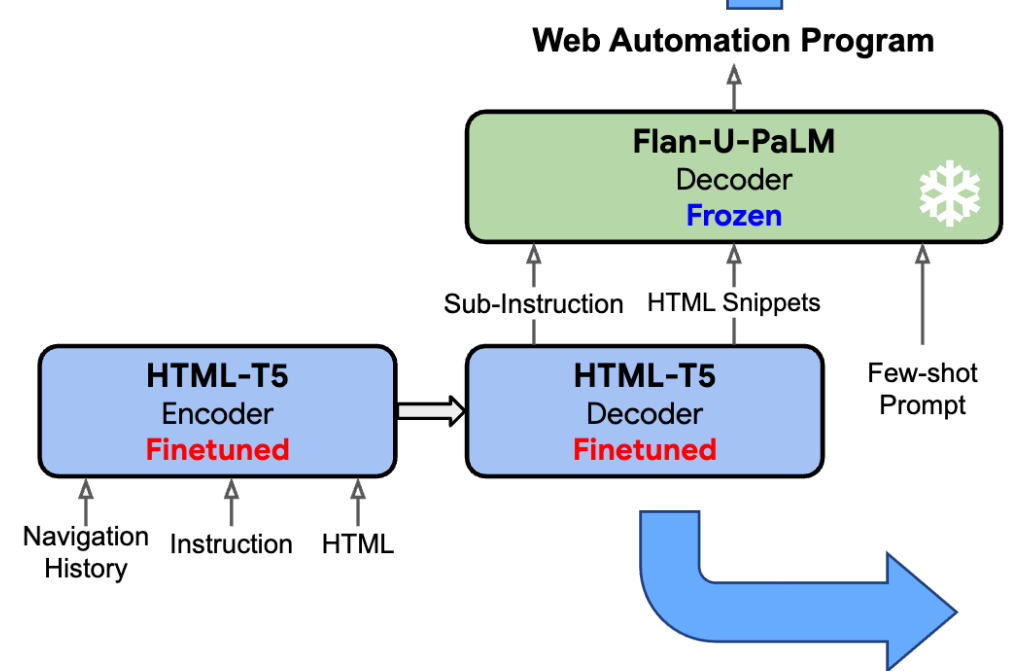 Web Automation Program
Flan-U-PaLM
Decoder
Frozen
Sub-Instruction
HTML Snippets
Few-shot
Prompt
HTML-T5
Encoder
Finetuned
HTML-T5
Decoder
Finetuned
Navigation
History
Instruction
HTML